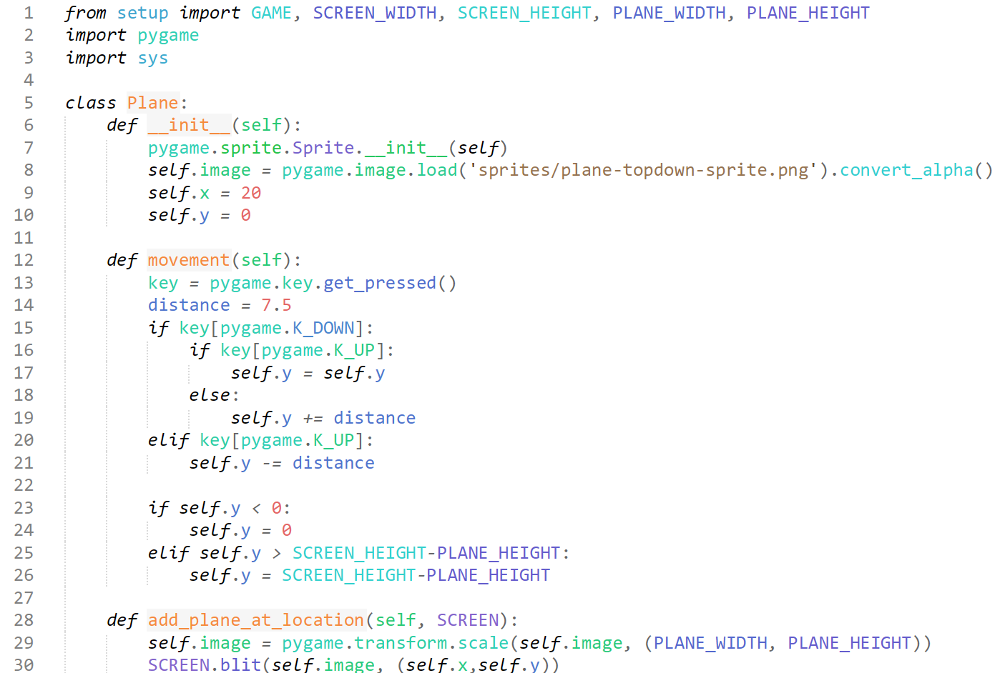 1 from setup import GAME, SCREEN_WIDTH, SCREEN_HEIGHT, PLANE_WIDTH, PLANE_HEIGHT
2 import pygame
3 import sys
4
5 class Plane:
6     def __init__(self):
7         pygame.sprite.Sprite.__init__(self)
8         self.image = pygame.image.load('sprites/plane-topdown-sprite.png').convert_alpha()
9         self.x = 20
10         self.y = 0
11
12     def movement(self):
13         key = pygame.key.get_pressed()
14         distance = 7.5
15         if key[pygame.K_DOWN]:
16             if key[pygame.K_UP]:
17                 self.y = self.y
18             else:
19                 self.y += distance
20         elif key[pygame.K_UP]:
21             self.y -= distance
22
23         if self.y < 0:
24             self.y = 0
25         elif self.y > SCREEN_HEIGHT-PLANE_HEIGHT:
26             self.y = SCREEN_HEIGHT-PLANE_HEIGHT
27
28     def add_plane_at_location(self, SCREEN):
29         self.image = pygame.transform.scale(self.image, (PLANE_WIDTH, PLANE_HEIGHT))
30         SCREEN.blit(self.image, (self.x,self.y))